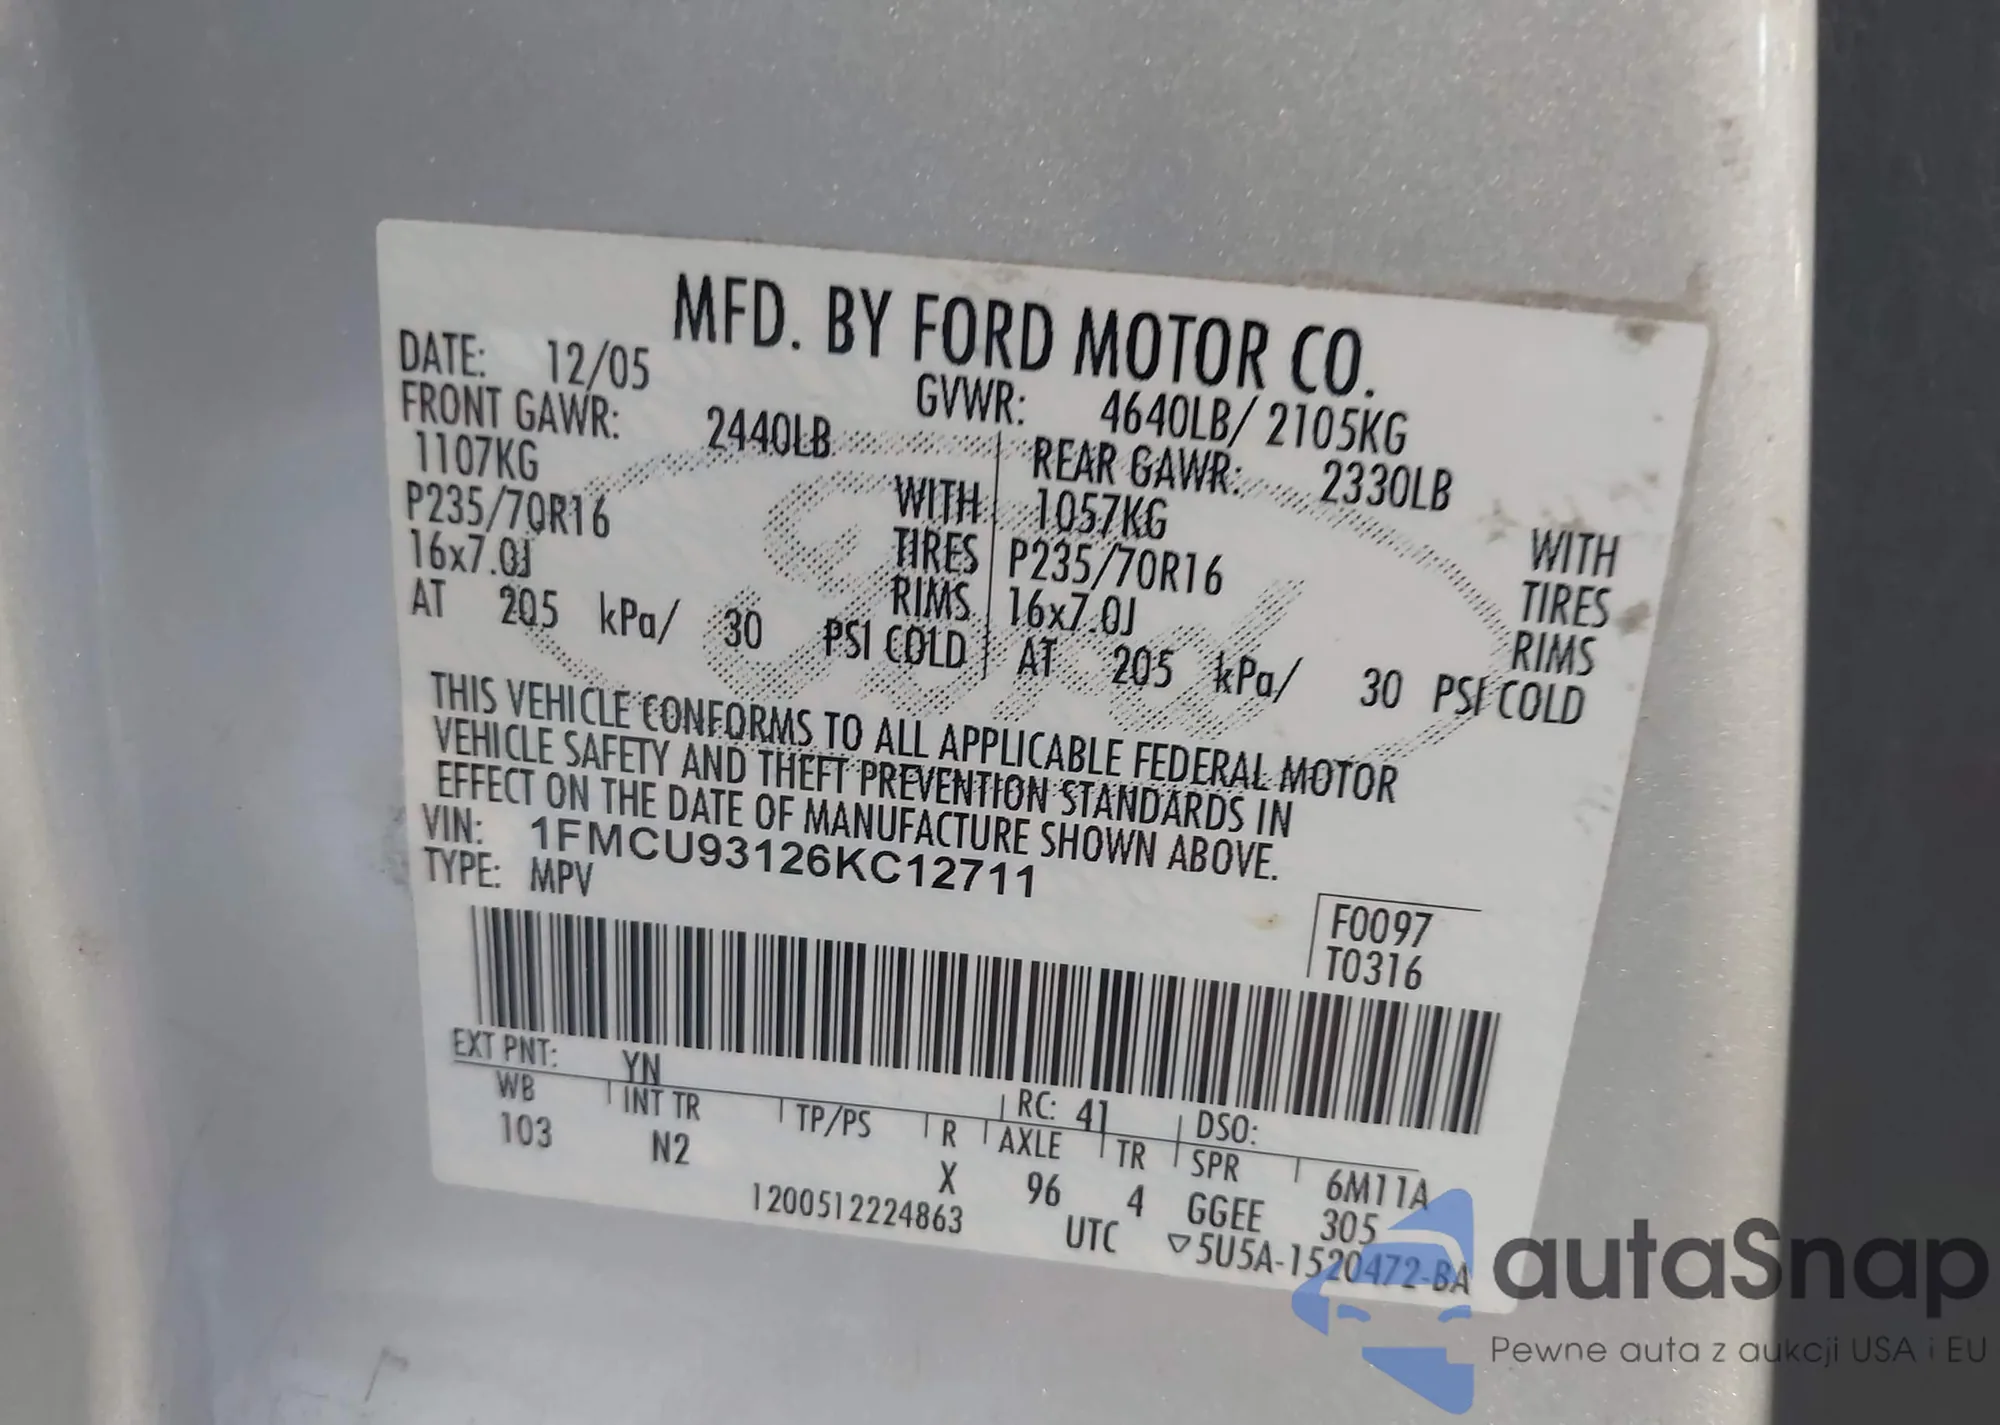 MFD. BY FORD MOTOR CO.
DATE: 12/05 GVWR: 4640LB/ 2105KG
FRONT GAWR: 2440LB REAR GAWR: 2330LB
1107KG WITH 1057KG WITH
P235/70R16 TIRES P235/70R16 TIRES
16x7.0J RIMS 16x7.0J RIMS
AT 205 kPa/ 30 PSI COLD AT 205 kPa/ 30 PSI COLD
THIS VEHICLE CONFORMS TO ALL APPLICABLE FEDERAL MOTOR
VEHICLE SAFETY AND THEFT PREVENTION STANDARDS IN
EFFECT ON THE DATE OF MANUFACTURE SHOWN ABOVE.
VIN: 1FMCU93126KC12711
TYPE: MPV
F0097
T0316
EXT PNT: YN RC: 41 DSO:
WB INT TR TP/PS R AXLE TR SPR 6M11A
103 N2 X 96 4 GGEE 305
1200512224863 UTC ▽5U5A-1520472-BA
Ford
autaSnap
Pewne auta z aukcji USA i EU